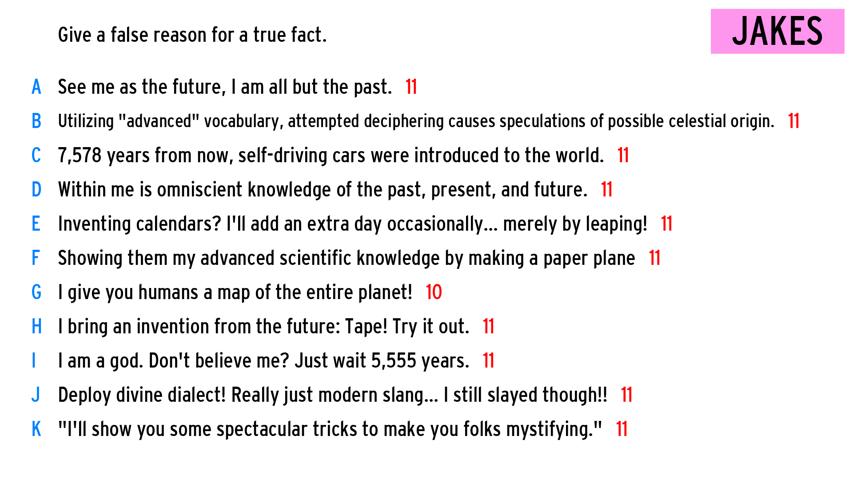 JAKES
Give a false reason for a true fact.
A See me as the future, I am all but the past. 11
B Utilizing "advanced" vocabulary, attempted deciphering causes speculations of possible celestial origin. 11
C 7,578 years from now, self-driving cars were introduced to the world. 11
D Within me is omniscient knowledge of the past, present, and future. 11
E Inventing calendars? I'll add an extra day occasionally... merely by leaping! 11
F Showing them my advanced scientific knowledge by making a paper plane 11
G I give you humans a map of the entire planet! 10
H I bring an invention from the future: Tape! Try it out. 11
I I am a god. Don't believe me? Just wait 5,555 years. 11
J Deploy divine dialect! Really just modern slang... I still slayed though!! 11
K "I'll show you some spectacular tricks to make you folks mystifying." 11